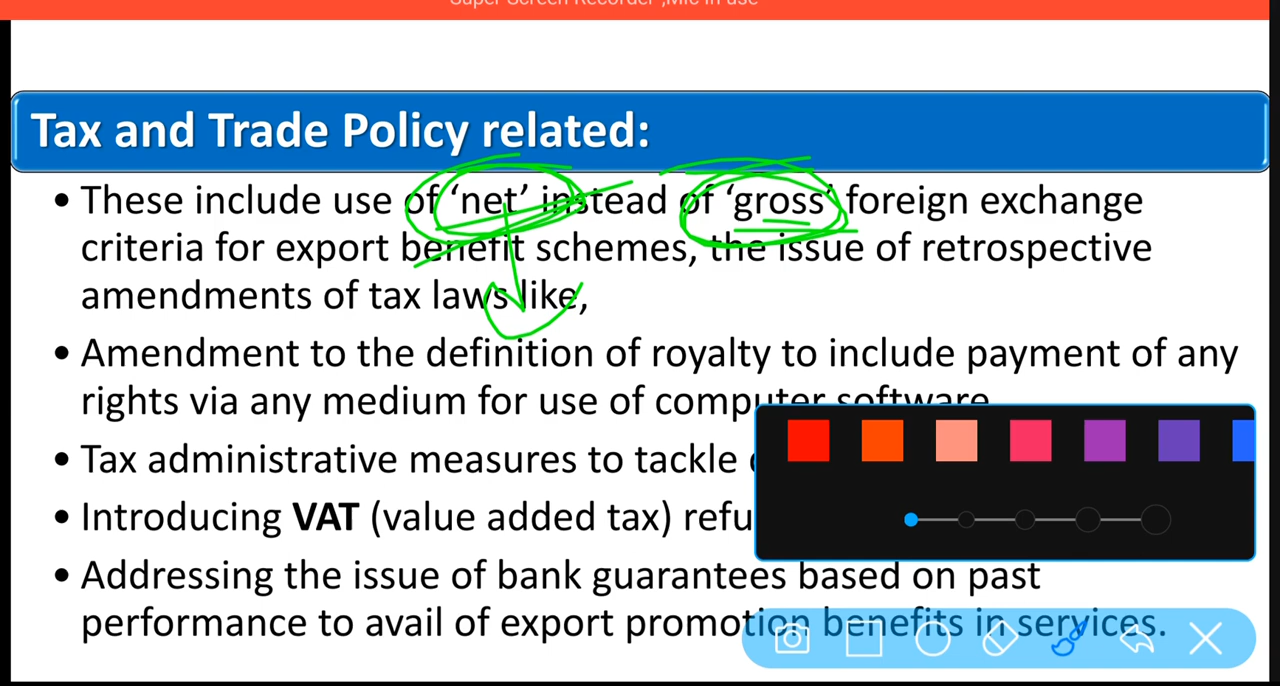 Super Screen Recorder ,Mic in use
Tax and Trade Policy related:
• These include use of ‘net’ instead of ‘gross’ foreign exchange
criteria for export benefit schemes, the issue of retrospective
amendments of tax laws like,
• Amendment to the definition of royalty to include payment of any
rights via any medium for use of computer software
• Tax administrative measures to tackle
• Introducing VAT (value added tax)
• Addressing the issue of bank guarantees based on past
performance to avail of export promotion benefits in services.